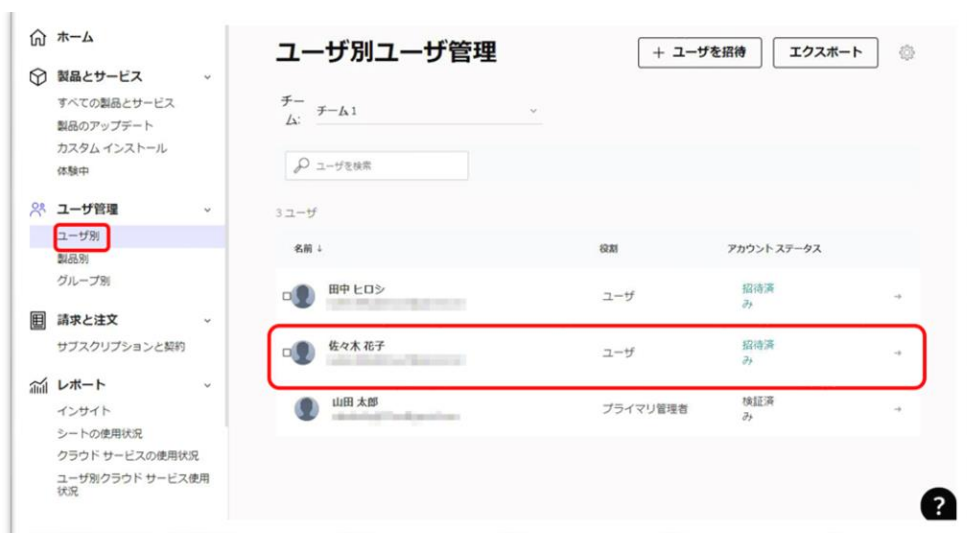 ホーム
製品とサービス
すべての製品とサービス
製品のアップデート
カスタム インストール
体験中
ユーザ管理
ユーザ別
製品別
グループ別
請求と注文
サブスクリプションと契約
レポート
インサイト
シートの使用状況
クラウド サービスの使用状況
ユーザ別クラウド サービス使用
状況
ユーザ別ユーザ管理
+ ユーザを招待
エクスポート
チー
ム:
チーム1
ユーザを検索
3 ユーザ
名前 ↓ 役割 アカウント ステータス
田中 ヒロシ
ユーザ
招待済
み
→
佐々木 花子
ユーザ
招待済
み
→
山田 太郎
プライマリ管理者
検証済
み
→
?